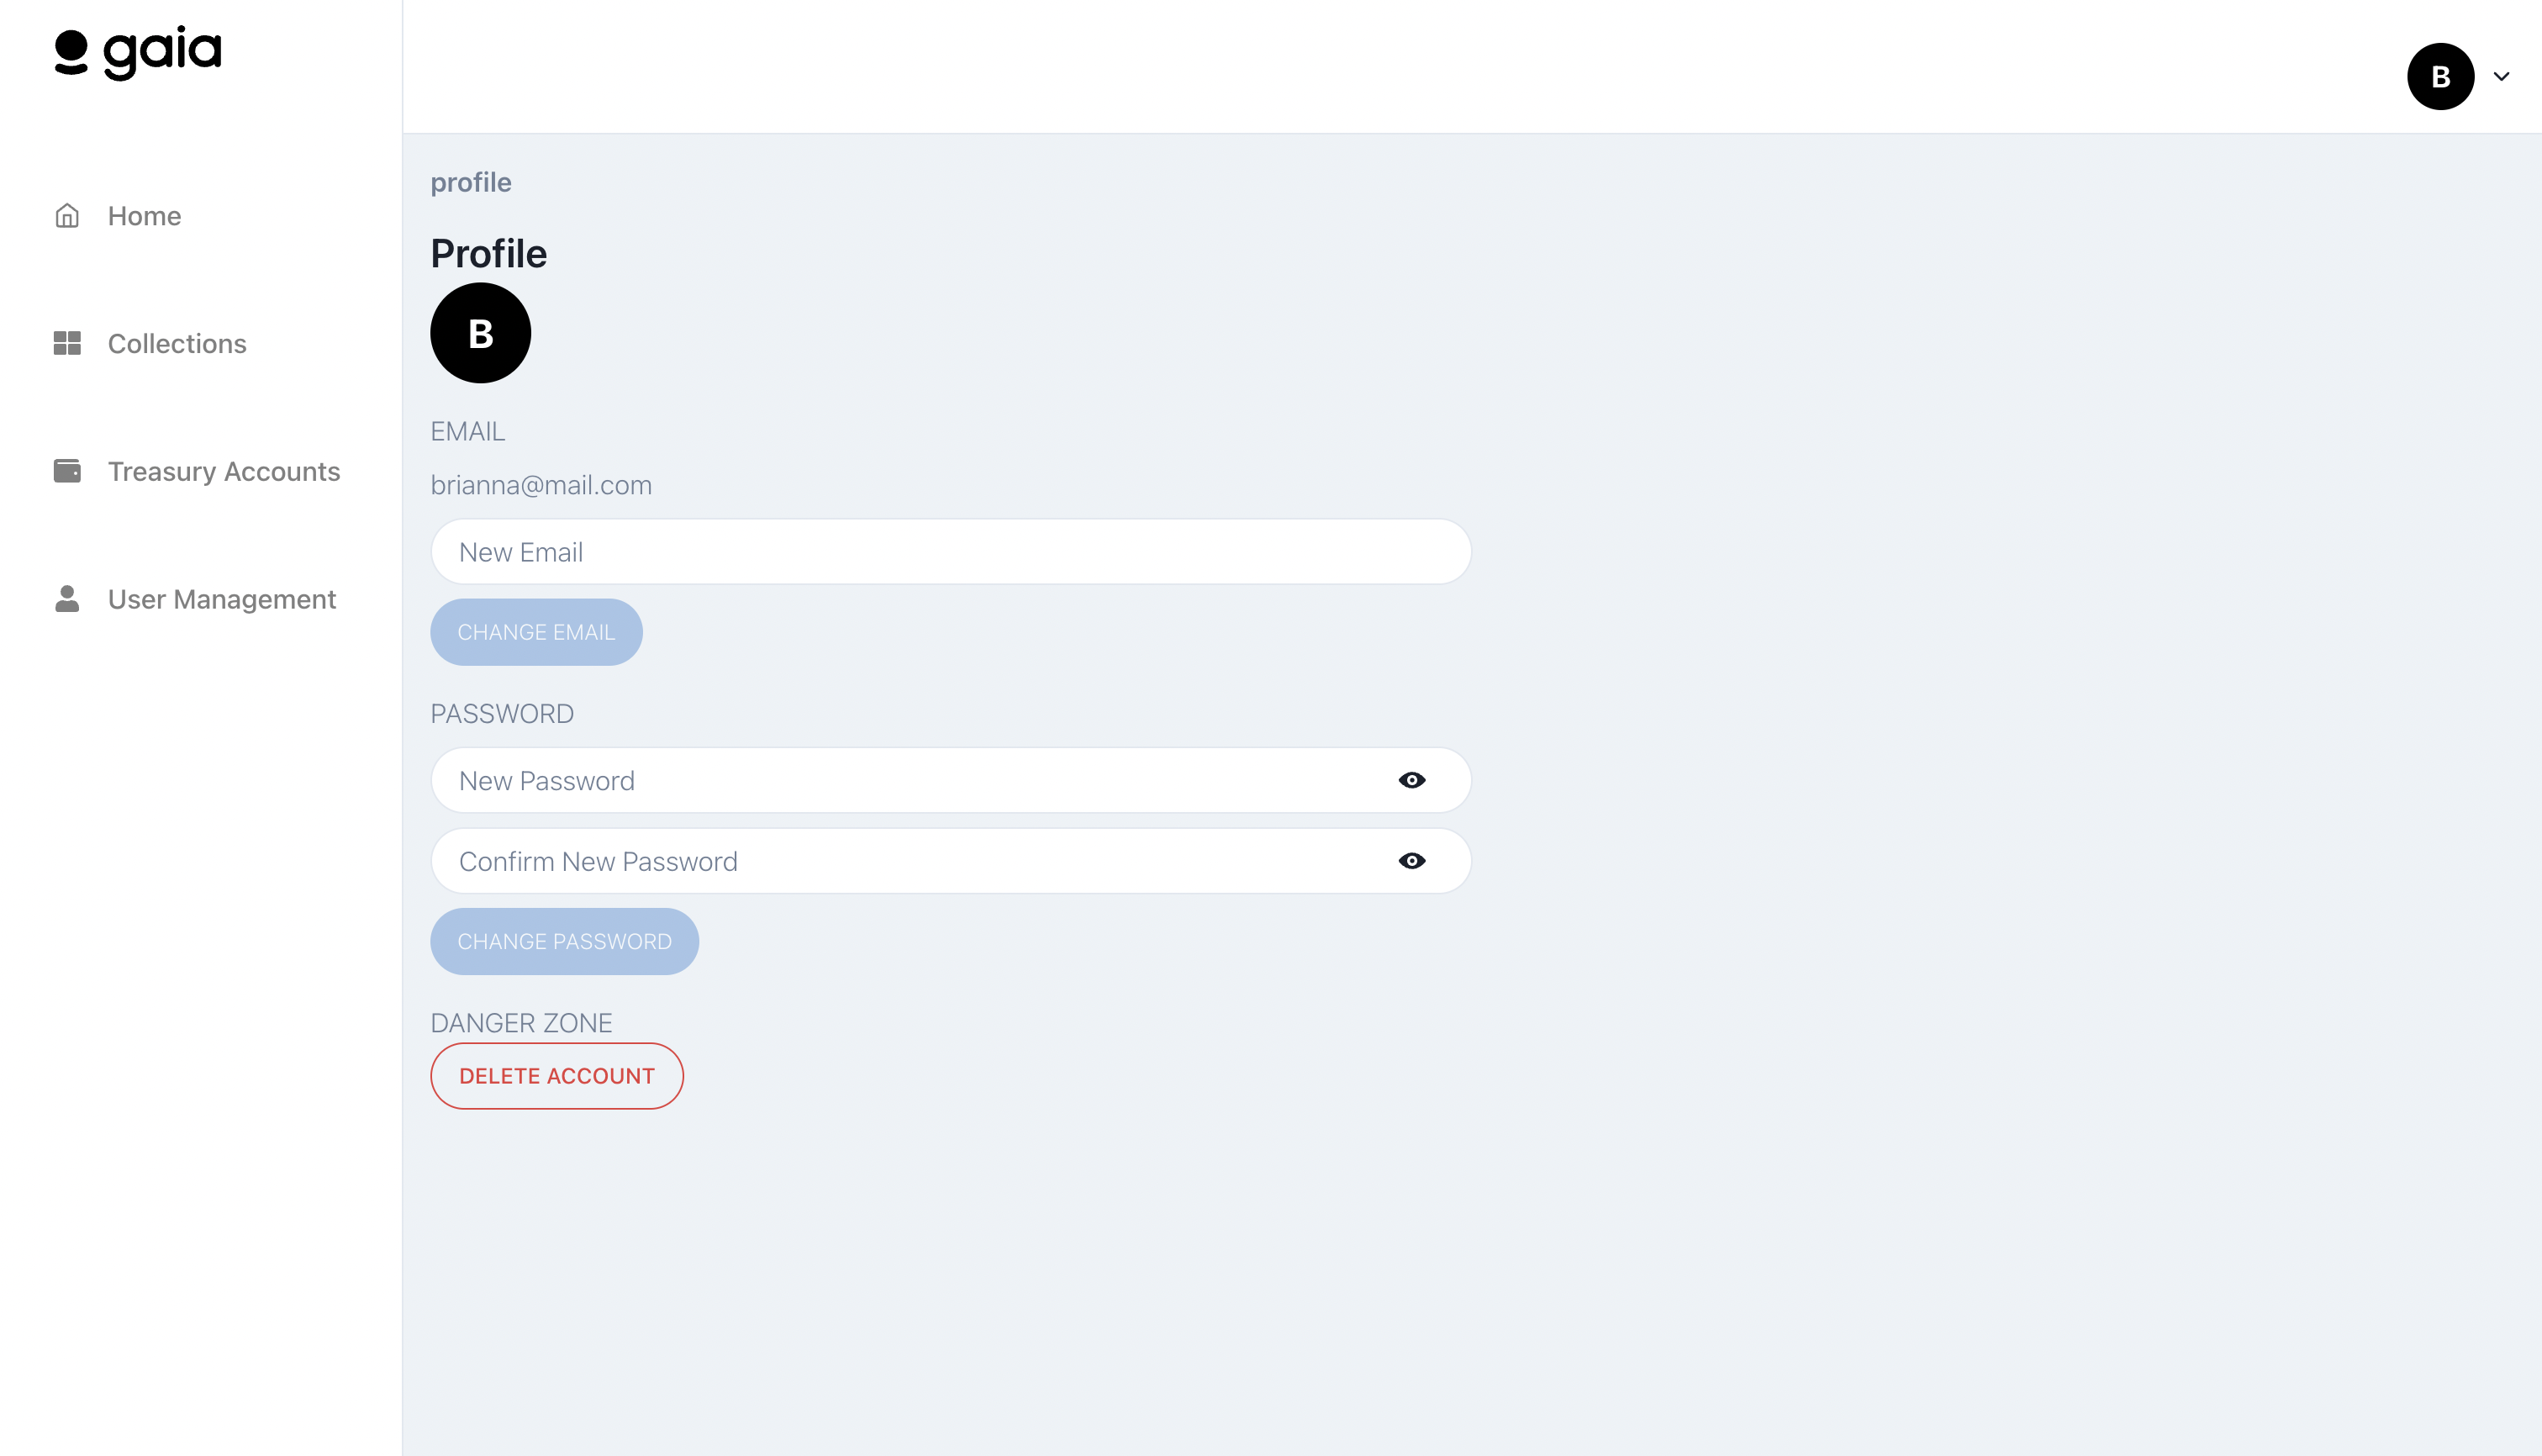 gaia
B
Home
Collections
Treasury Accounts
User Management
profile
Profile
B
EMAIL
brianna@mail.com
New Email
CHANGE EMAIL
PASSWORD
New Password
Confirm New Password
CHANGE PASSWORD
DANGER ZONE
DELETE ACCOUNT